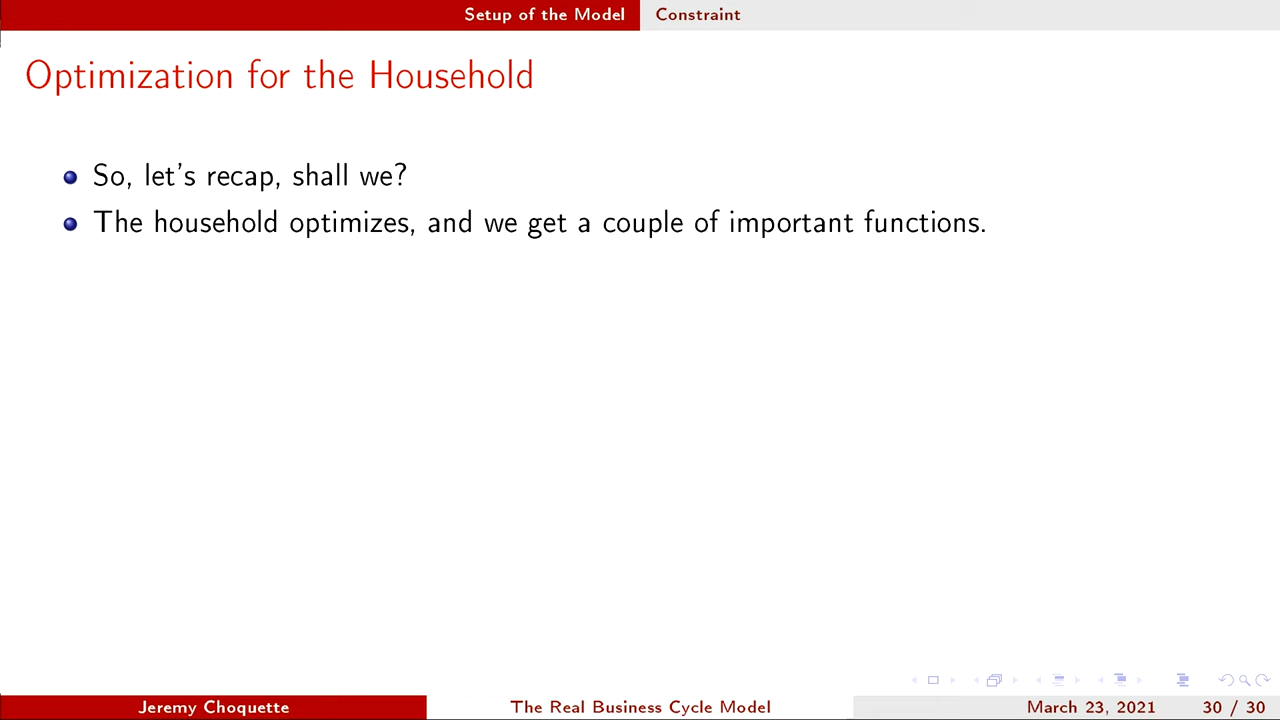 Setup of the Model Constraint
Optimization for the Household
So, let's recap, shall we?
The household optimizes, and we get a couple of important functions.
Jeremy Choquette The Real Business Cycle Model March 23, 2021 30 / 30